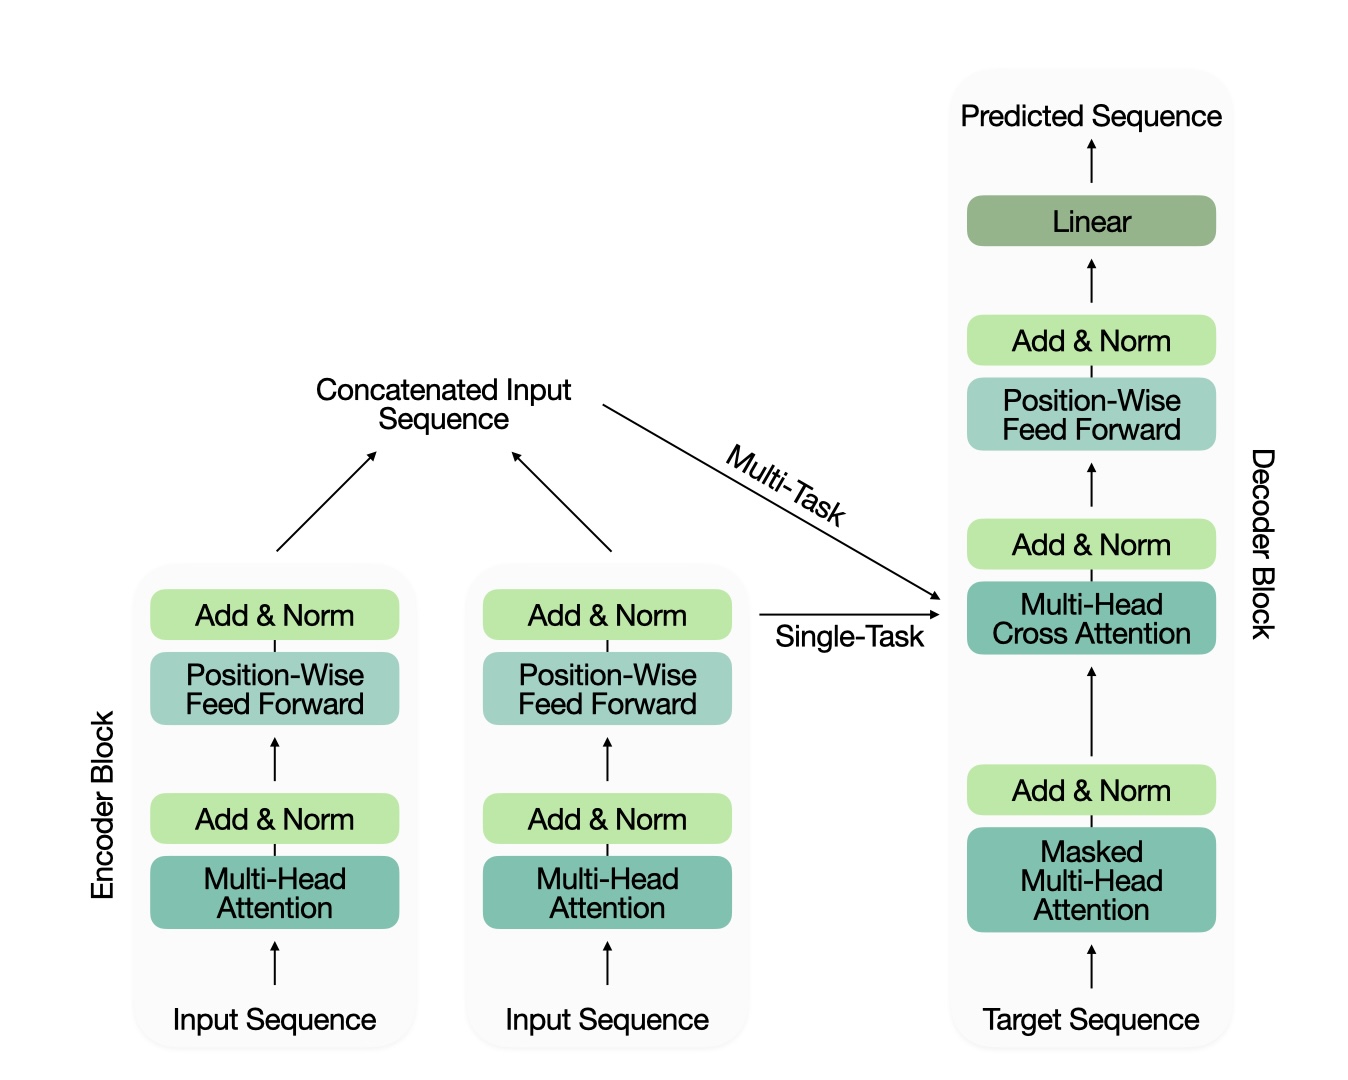 Predicted Sequence
Linear
Add & Norm
Position-Wise
Feed Forward
Add & Norm
Multi-Head
Cross Attention
Add & Norm
Masked
Multi-Head
Attention
Target Sequence
Decoder Block
Concatenated Input
Sequence
Multi-Task
Single-Task
Encoder Block
Add & Norm
Position-Wise
Feed Forward
Add & Norm
Multi-Head
Attention
Input Sequence
Add & Norm
Position-Wise
Feed Forward
Add & Norm
Multi-Head
Attention
Input Sequence